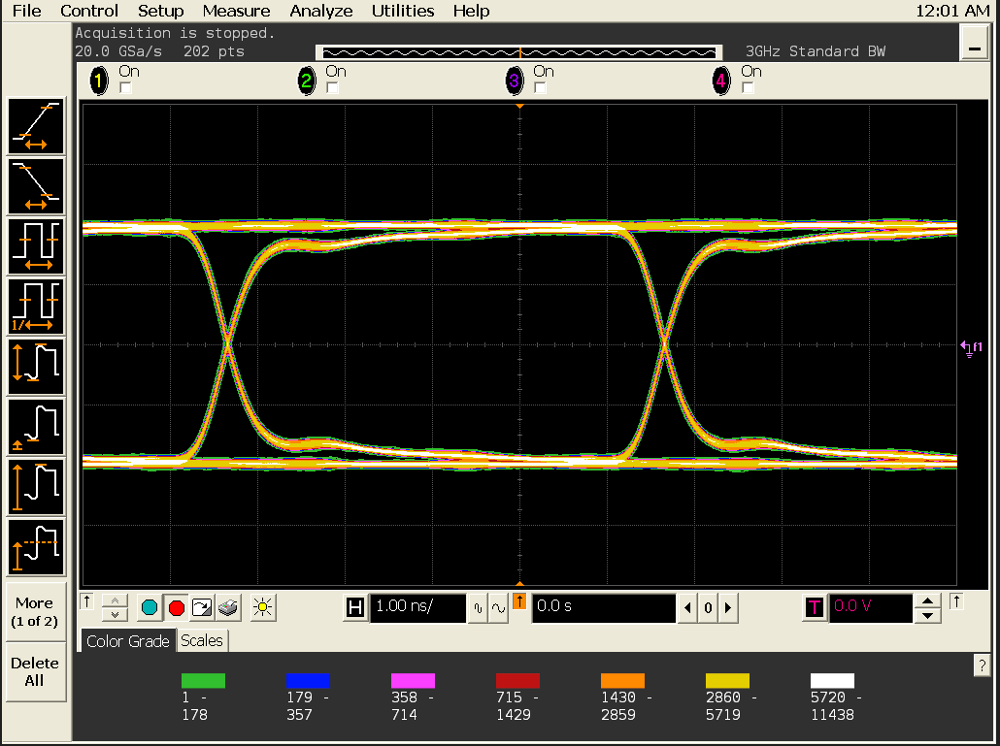 File Control Setup Measure Analyze Utilities Help 12:01 AM
Acquisition is stopped.
20.0 GSa/s 202 pts 3GHz Standard BW
1 On 2 On 3 On 4 On
f1
1/
More
(1 of 2)
Delete
All
H 1.00 ns/ 0.0 s 0 T 0.0 V
Color Grade Scales
?
1 - 179 - 358 - 715 - 1430 - 2860 - 5720 -
178 357 714 1429 2859 5719 11438